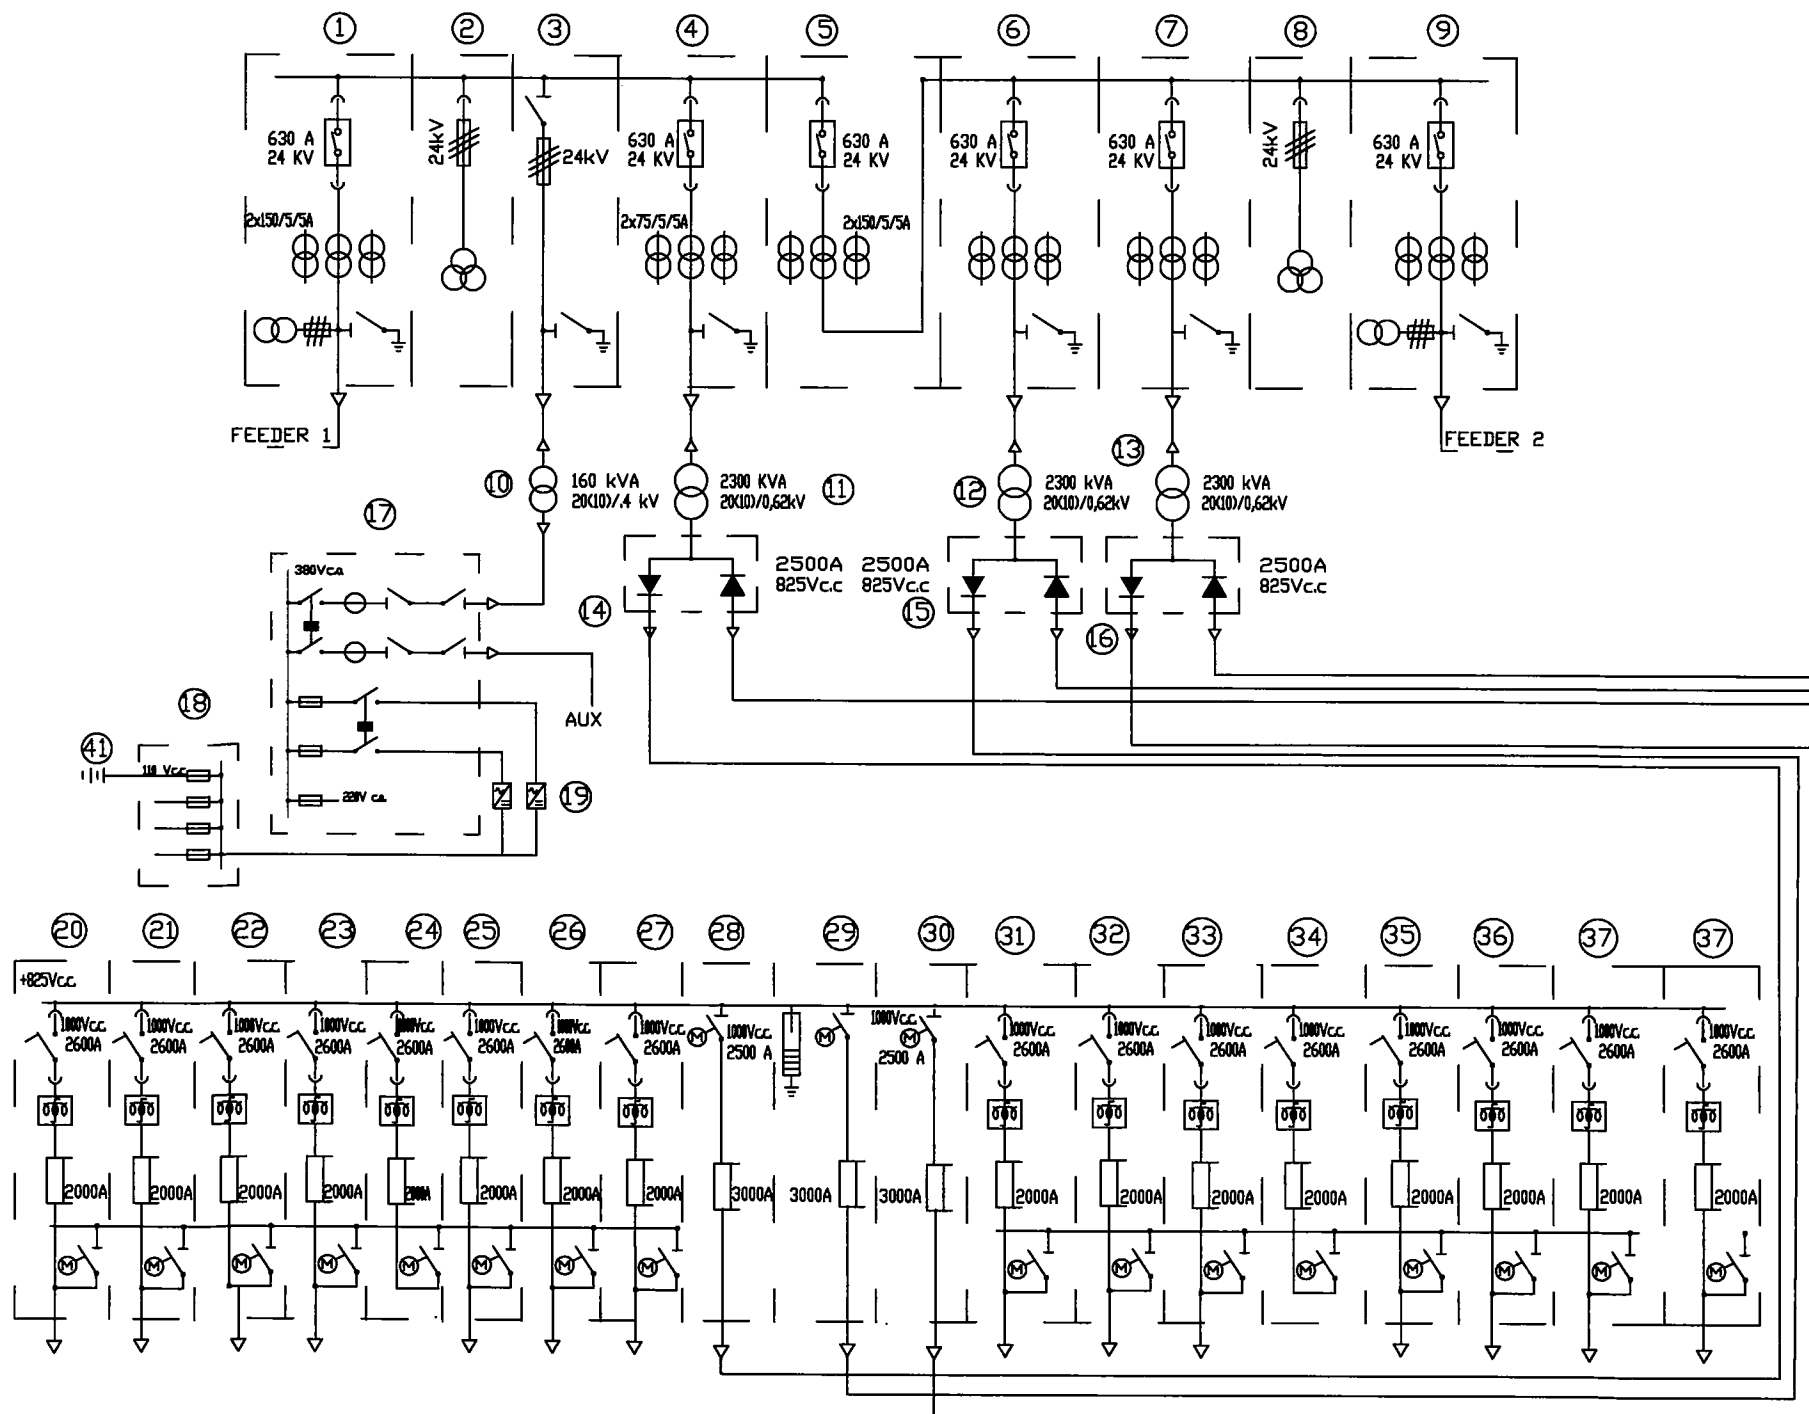 1 2 3 4 5 6 7 8 9
630 A
24 KV
24kV
24kV
630 A
24 KV
630 A
24 KV
630 A
24 KV
630 A
24 KV
24kV
630 A
24 KV
2x150/5/5A
2x75/5/5A
2x150/5/5A
FEEDER 1
FEEDER 2
10
160 kVA
20(10)/.4 kV
2300 KVA
20(10)/0,62kV
11
12
2300 kVA
20(10)/0,62kV
13
2300 kVA
20(10)/0,62kV
17
380Vc.a
2500A
825Vc.c
2500A
825Vc.c
2500A
825Vc.c
14
15
16
18
AUX
41
110 Vc.c
220V c.a.
19
20 21 22 23 24 25 26 27 28 29 30 31 32 33 34 35 36 37 37
+825Vc.c.
1000Vc.c.
2600A
1000Vc.c.
2600A
1000Vc.c.
2600A
1000Vc.c.
2600A
1000Vc.c.
2600A
1000Vc.c.
2600A
1000Vc.c.
2600A
1000Vc.c.
2600A
M
1000Vc.c.
2500 A
M
1000Vc.c.
M
2500 A
1000Vc.c.
2600A
1000Vc.c.
2600A
1000Vc.c.
2600A
1000Vc.c.
2600A
1000Vc.c.
2600A
1000Vc.c.
2600A
1000Vc.c.
2600A
1000Vc.c.
2600A
2000A 2000A 2000A 2000A 2000A 2000A 2000A 2000A 3000A 3000A 3000A 2000A 2000A 2000A 2000A 2000A 2000A 2000A 2000A
M M M M M M M M M M M M M M M M